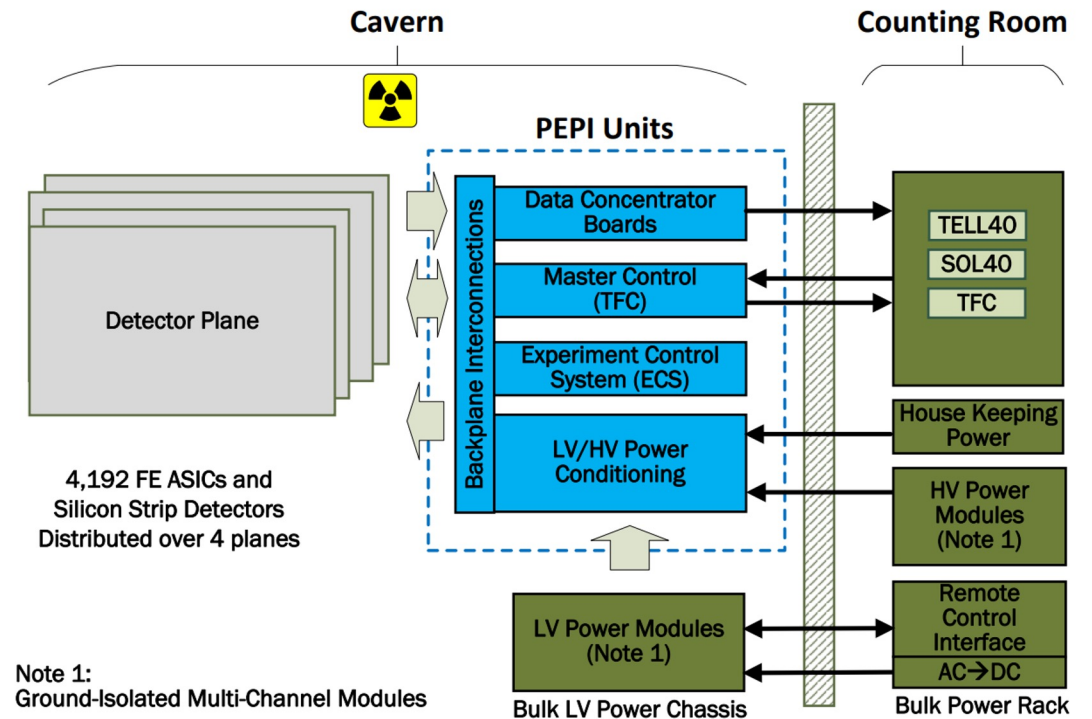 Cavern
Counting Room
PEPI Units
Detector Plane
4,192 FE ASICs and
Silicon Strip Detectors
Distributed over 4 planes
Backplane Interconnections
Data Concentrator
Boards
Master Control
(TFC)
Experiment Control
System (ECS)
LV/HV Power
Conditioning
TELL40
SOL40
TFC
House Keeping
Power
HV Power
Modules
(Note 1)
LV Power Modules
(Note 1)
Bulk LV Power Chassis
Remote
Control
Interface
AC→DC
Bulk Power Rack
Note 1:
Ground-Isolated Multi-Channel Modules